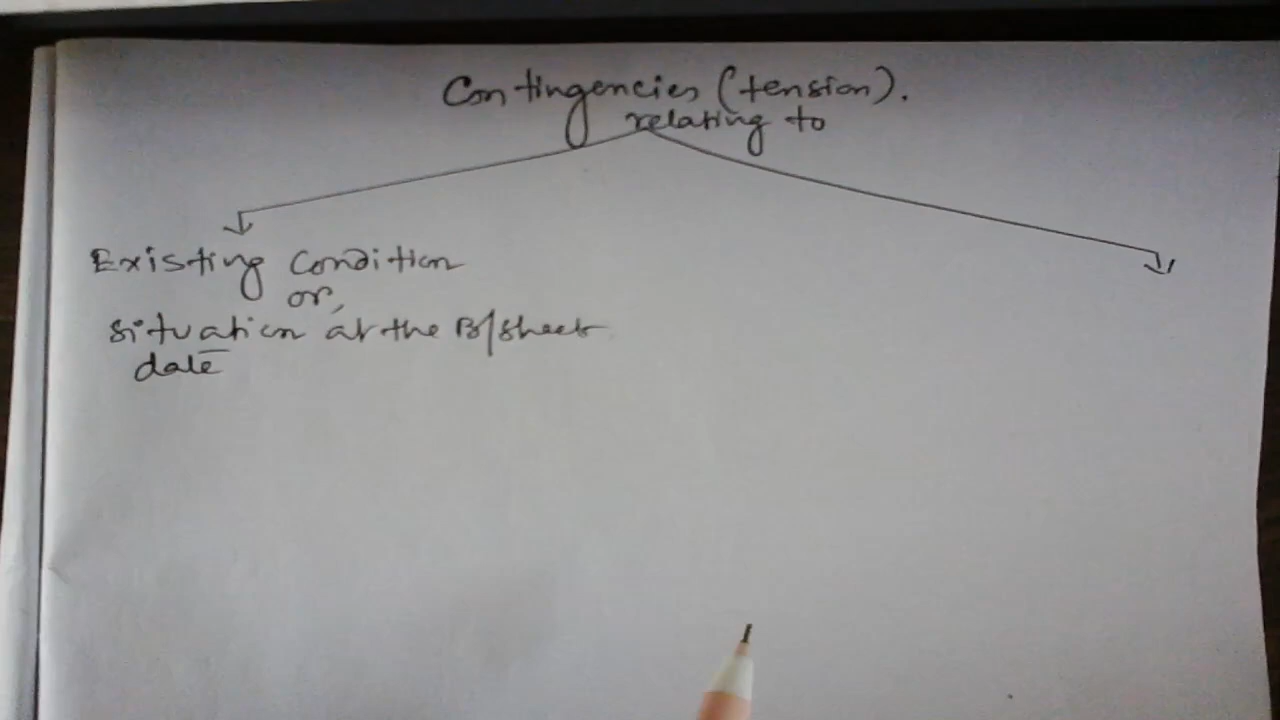 Contingencies (tension).
relating to
Existing Condition
or,
situation at the B/sheet
date